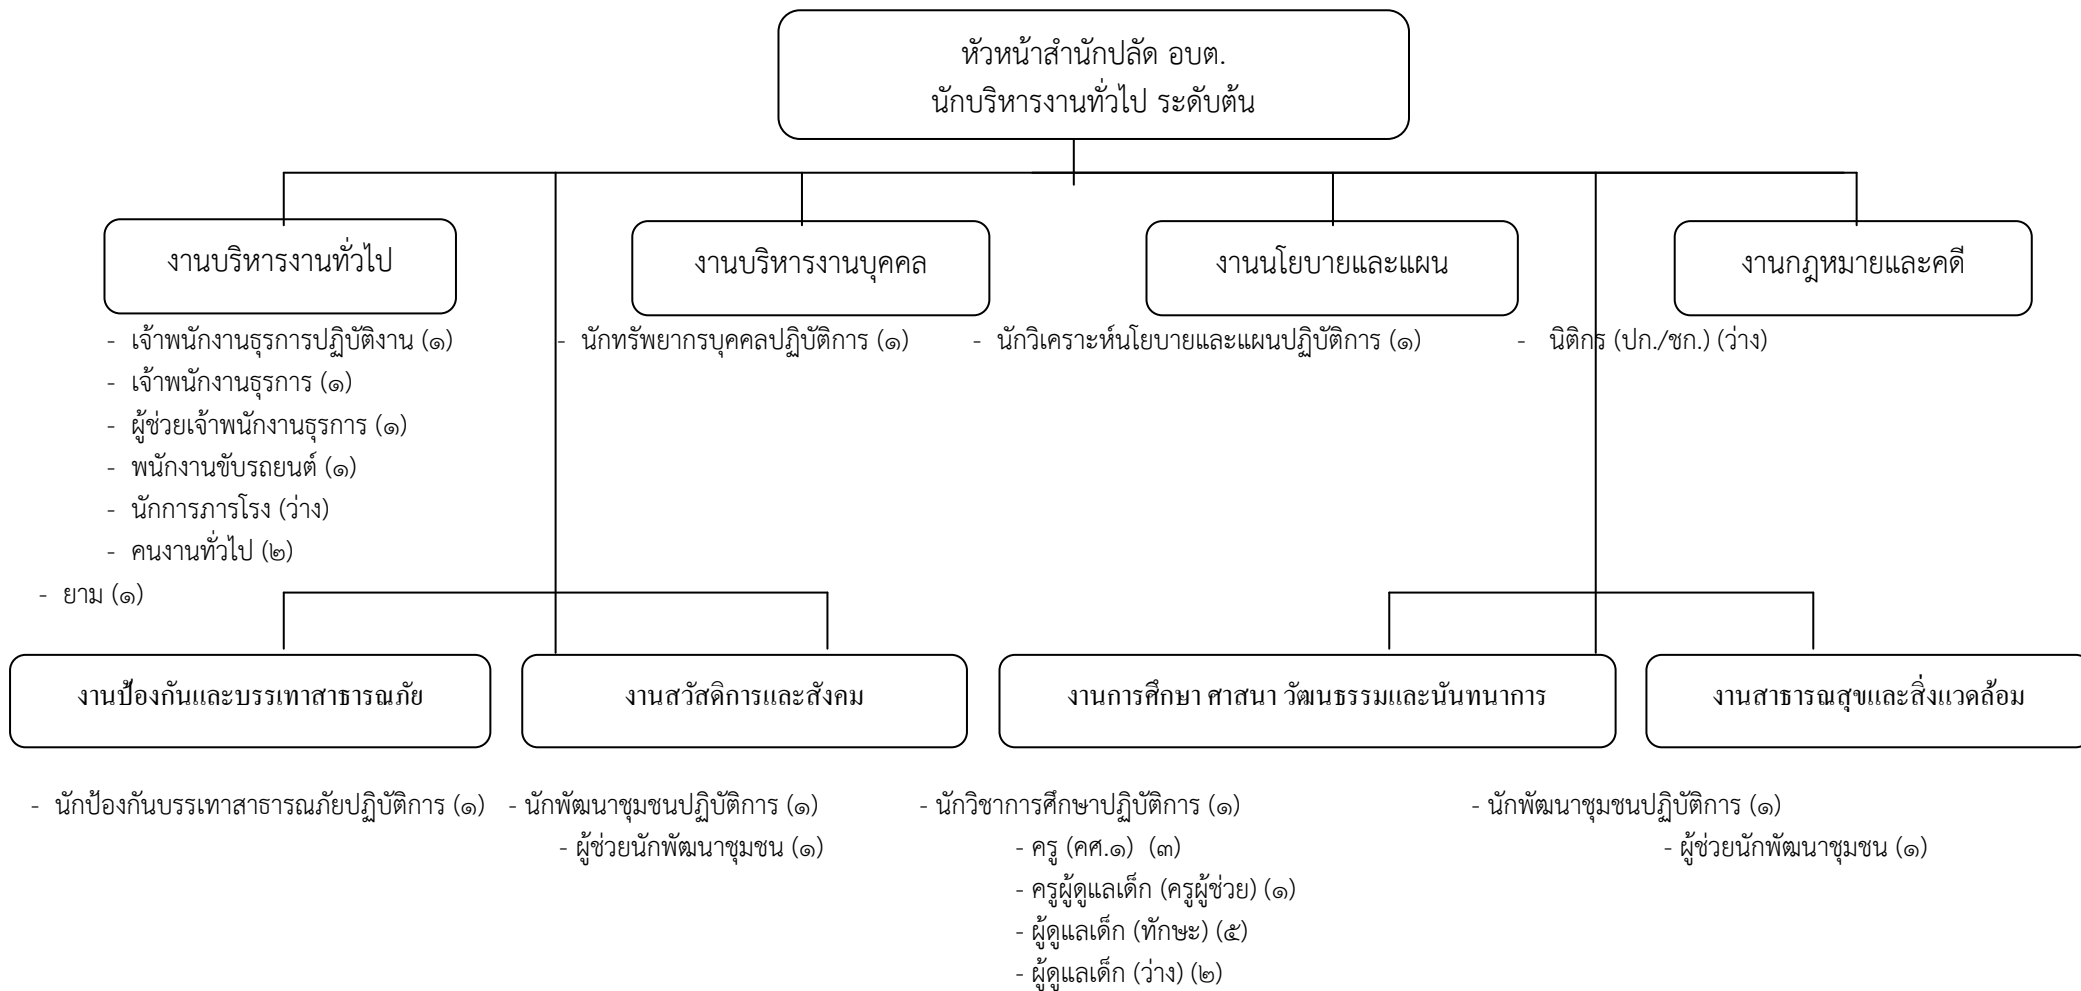 หัวหน้าสำนักปลัด อบต.
นักบริหารงานทั่วไป ระดับต้น
งานบริหารงานทั่วไป
งานบริหารงานบุคคล
งานนโยบายและแผน
งานกฎหมายและคดี
- เจ้าพนักงานธุรการปฏิบัติงาน (๑)
- นักทรัพยากรบุคคลปฏิบัติการ (๑)
- นักวิเคราะห์นโยบายและแผนปฏิบัติการ (๑)
- นิติกร (ปก./ชก.) (ว่าง)
- เจ้าพนักงานธุรการ (๑)
- ผู้ช่วยเจ้าพนักงานธุรการ (๑)
- พนักงานขับรถยนต์ (๑)
- นักการภารโรง (ว่าง)
- คนงานทั่วไป (๒)
- ยาม (๑)
งานป้องกันและบรรเทาสาธารณภัย
งานสวัสดิการและสังคม
งานการศึกษา ศาสนา วัฒนธรรมและนันทนาการ
งานสาธารณสุขและสิ่งแวดล้อม
- นักป้องกันบรรเทาสาธารณภัยปฏิบัติการ (๑)
- นักพัฒนาชุมชนปฏิบัติการ (๑)
- ผู้ช่วยนักพัฒนาชุมชน (๑)
- นักวิชาการศึกษาปฏิบัติการ (๑)
- ครู (คศ.๑) (๓)
- ครูผู้ดูแลเด็ก (ครูผู้ช่วย) (๑)
- ผู้ดูแลเด็ก (ทักษะ) (๕)
- ผู้ดูแลเด็ก (ว่าง) (๒)
- นักพัฒนาชุมชนปฏิบัติการ (๑)
- ผู้ช่วยนักพัฒนาชุมชน (๑)